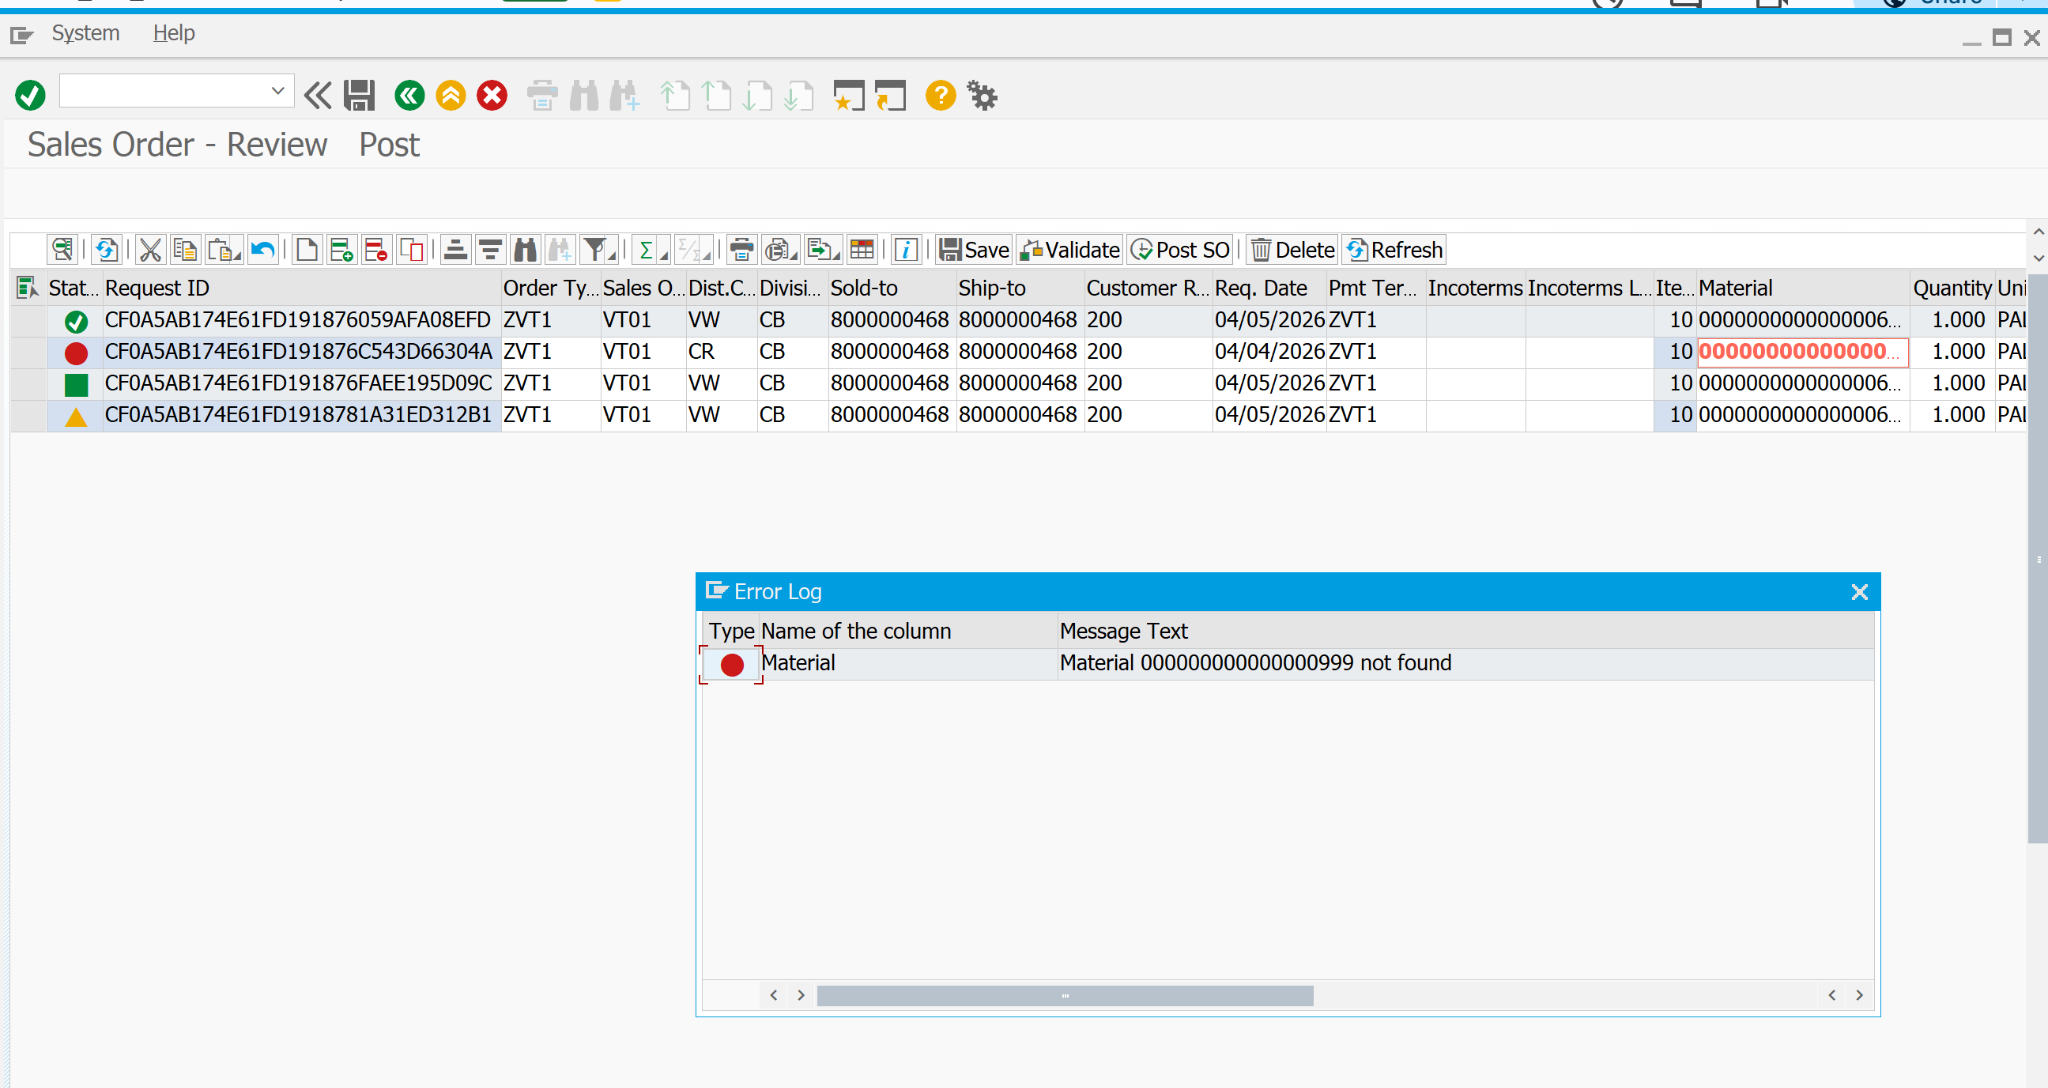 System Help
Sales Order - Review Post
Save Validate Post SO Delete Refresh
Stat... Request ID Order Ty... Sales O... Dist.C... Divisi... Sold-to Ship-to Customer R... Req. Date Pmt Ter... Incoterms Incoterms L... Ite... Material Quantity Uni
CF0A5AB174E61FD191876059AFA08EFD ZVT1 VT01 VW CB 8000000468 8000000468 200 04/05/2026 ZVT1 10 0000000000000006... 1.000 PAL
CF0A5AB174E61FD191876C543D66304A ZVT1 VT01 CR CB 8000000468 8000000468 200 04/04/2026 ZVT1 10 00000000000000... 1.000 PAL
CF0A5AB174E61FD191876FAEE195D09C ZVT1 VT01 VW CB 8000000468 8000000468 200 04/05/2026 ZVT1 10 0000000000000006... 1.000 PAL
CF0A5AB174E61FD1918781A31ED312B1 ZVT1 VT01 VW CB 8000000468 8000000468 200 04/05/2026 ZVT1 10 0000000000000006... 1.000 PAL
Error Log
Type Name of the column Message Text
Material Material 000000000000000999 not found